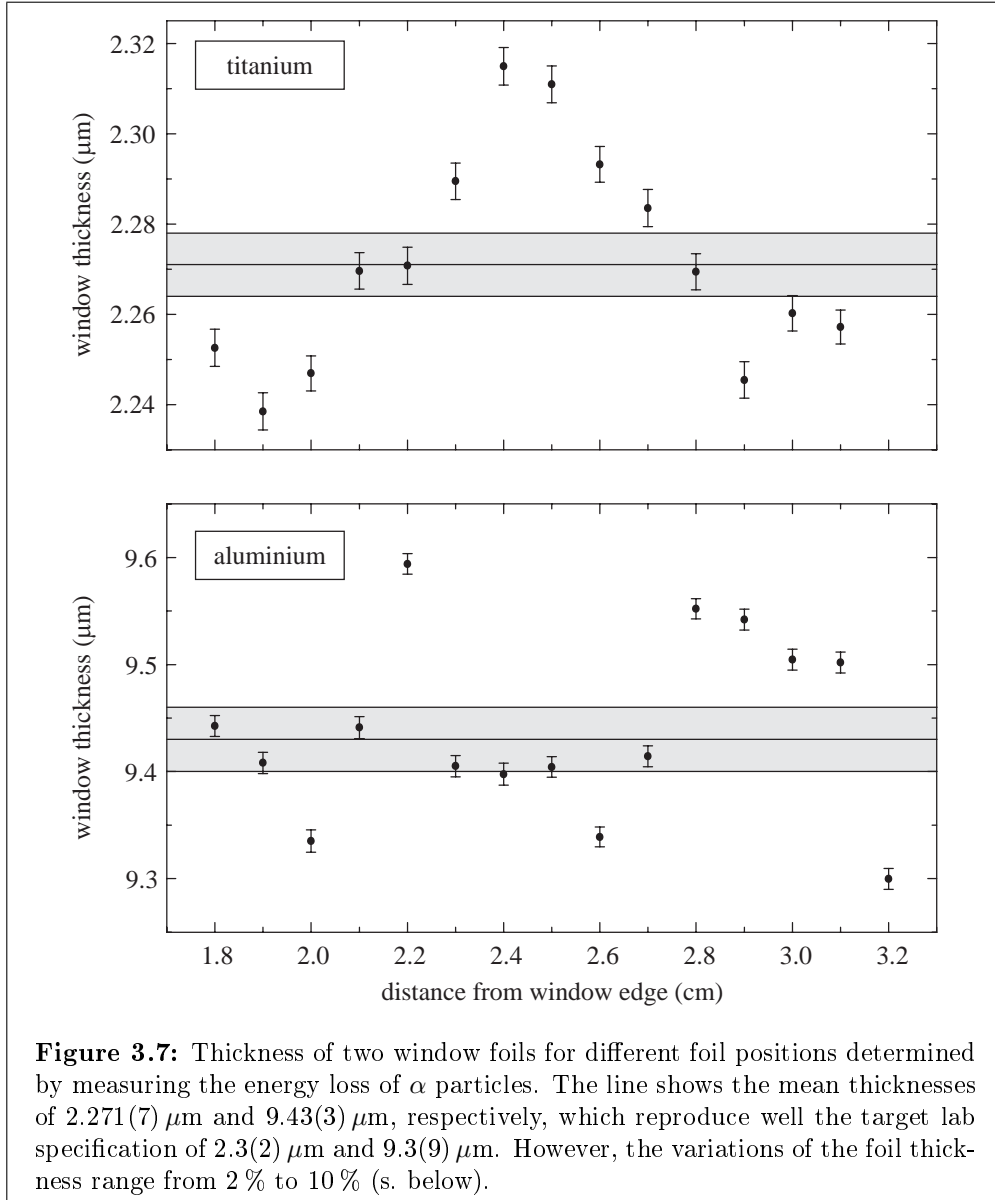 2.32
titanium
2.30
2.28
2.26
2.24
window thickness (µm)
aluminium
9.6
9.5
9.4
9.3
window thickness (µm)
1.8 2.0 2.2 2.4 2.6 2.8 3.0 3.2
distance from window edge (cm)
Figure 3.7: Thickness of two window foils for different foil positions determined
by measuring the energy loss of α particles. The line shows the mean thicknesses
of 2.271(7) µm and 9.43(3) µm, respectively, which reproduce well the target lab
specification of 2.3(2) µm and 9.3(9) µm. However, the variations of the foil thick-
ness range from 2 % to 10 % (s. below).